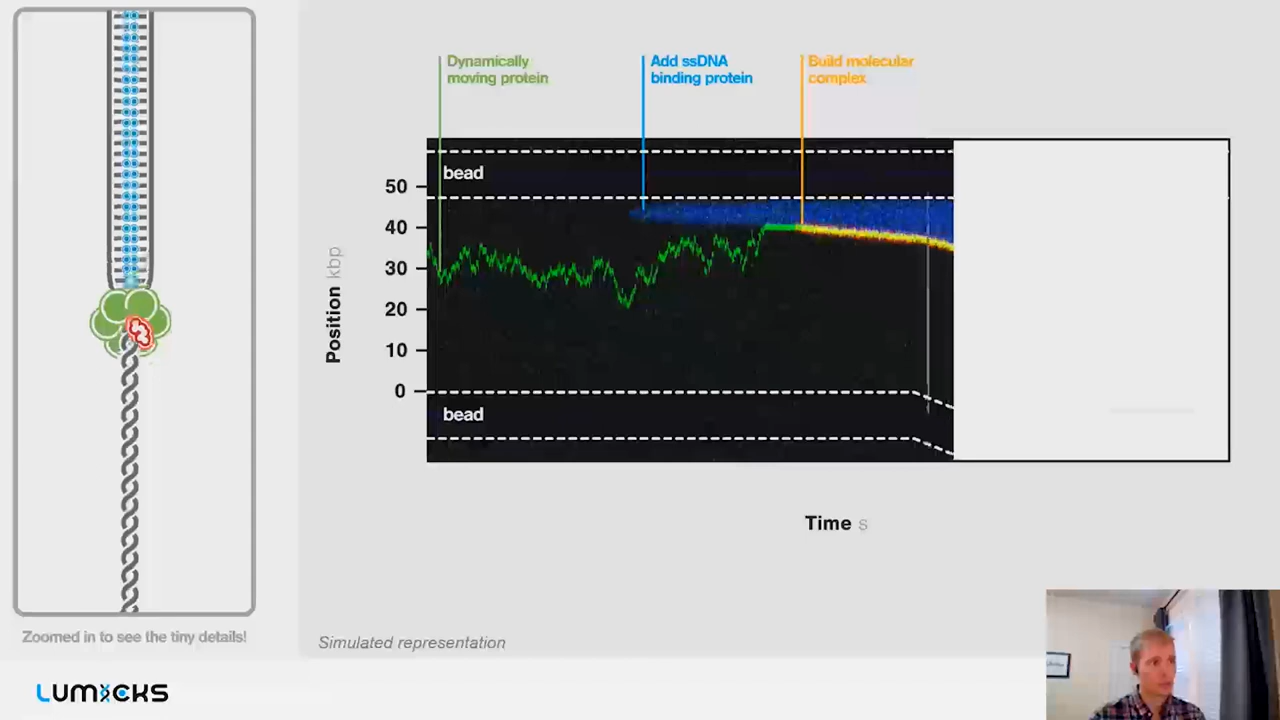 Dynamically
moving protein
Add ssDNA
binding protein
Build molecular
complex
bead
50
40
30
20
10
0
Position kbp
bead
Time s
Zoomed in to see the tiny details!
Simulated representation
LUMICKS